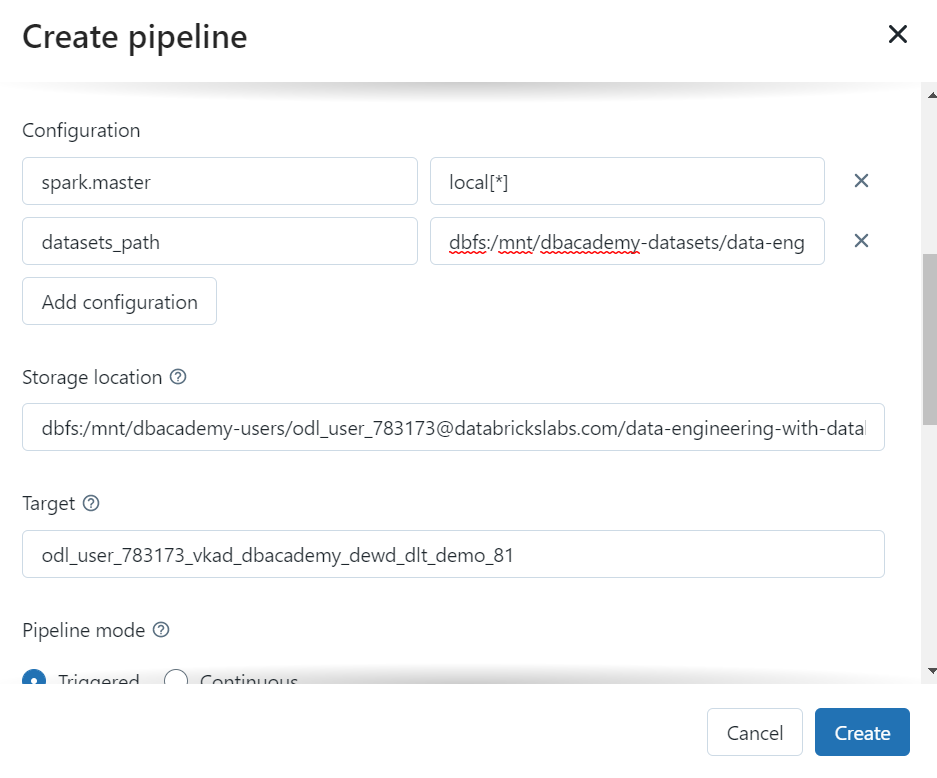 Create pipeline
Configuration
spark.master local[*]
datasets_path dbfs:/mnt/dbacademy-datasets/data-eng
Add configuration
Storage location
dbfs:/mnt/dbacademy-users/odl_user_783173@databrickslabs.com/data-engineering-with-datal
Target
odl_user_783173_vkad_dbacademy_dewd_dlt_demo_81
Pipeline mode
Triggered Continuous
Cancel Create